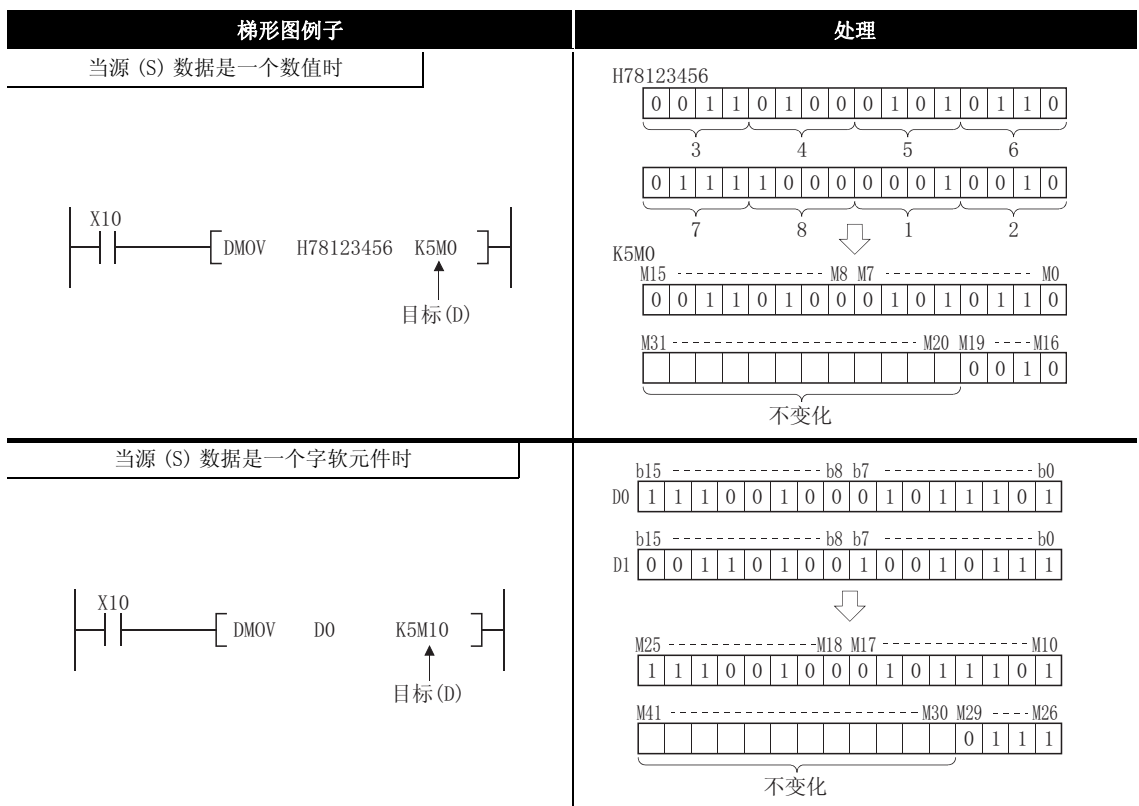 梯形图例子
处理
当源 (S) 数据是一个数值时
X10
DMOV H78123456 K5M0
目标(D)
H78123456
0 0 1 1 0 1 0 0 0 1 0 1 0 1 1 0
3 4 5 6
0 1 1 1 1 0 0 0 0 0 0 1 0 0 1 0
7 8 1 2
K5M0
M15 M8 M7 M0
0 0 1 1 0 1 0 0 0 1 0 1 0 1 1 0
M31 M20 M19 M16
0 0 1 0
不变化
当源 (S) 数据是一个字软元件时
X10
DMOV D0 K5M10
目标(D)
b15 b8 b7 b0
D0 1 1 1 0 0 1 0 0 0 1 0 1 1 1 0 1
b15 b8 b7 b0
D1 0 0 1 1 0 1 0 0 1 0 0 1 0 1 1 1
M25 M18 M17 M10
1 1 1 0 0 1 0 0 0 1 0 1 1 1 0 1
M41 M30 M29 M26
0 1 1 1
不变化